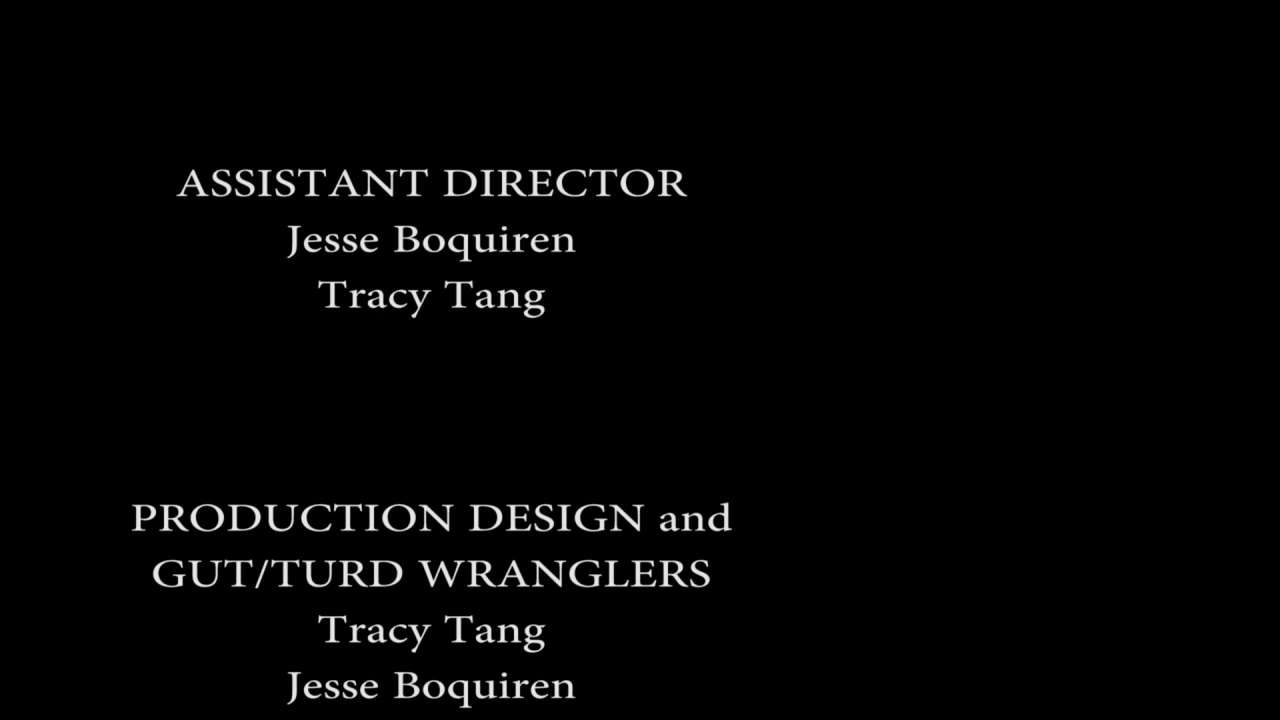 ASSISTANT DIRECTOR
Jesse Boquiren
Tracy Tang
PRODUCTION DESIGN and
GUT/TURD WRANGLERS
Tracy Tang
Jesse Boquiren